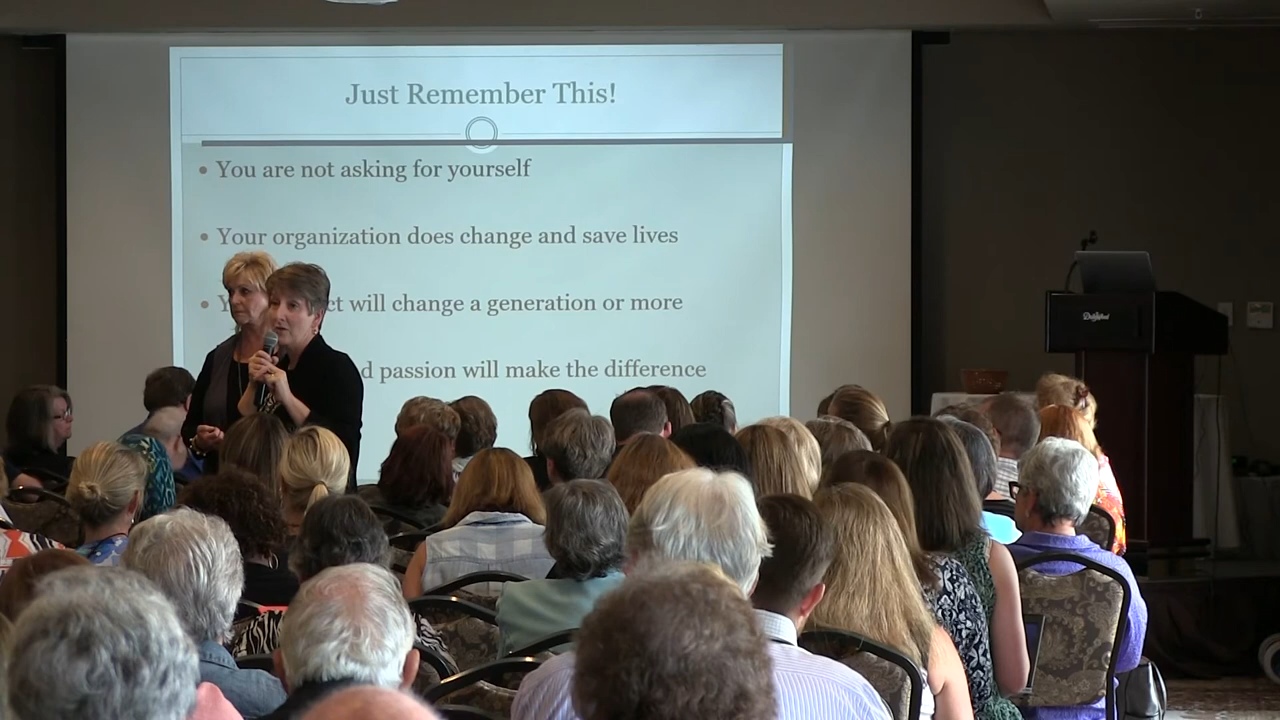 Just Remember This!
• You are not asking for yourself
• Your organization does change and save lives
• will change a generation or more
passion will make the difference